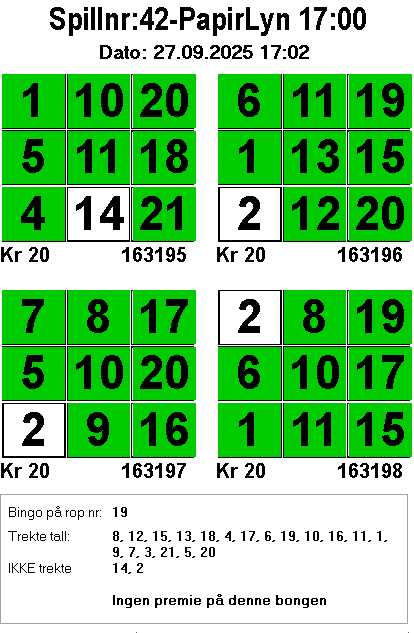 Spillnr:42-PapirLyn 17:00
Dato: 27.09.2025 17:02
1 10 20
5 11 18
4 14 21
Kr 20 163195
6 11 19
1 13 15
2 12 20
Kr 20 163196
7 8 17
5 10 20
2 9 16
Kr 20 163197
2 8 19
6 10 17
1 11 15
Kr 20 163198
Bingo på rop nr: 19
Trekte tall: 8, 12, 15, 13, 18, 4, 17, 6, 19, 10, 16, 11, 1,
9, 7, 3, 21, 5, 20
IKKE trekte 14, 2
Ingen premie på denne bongen